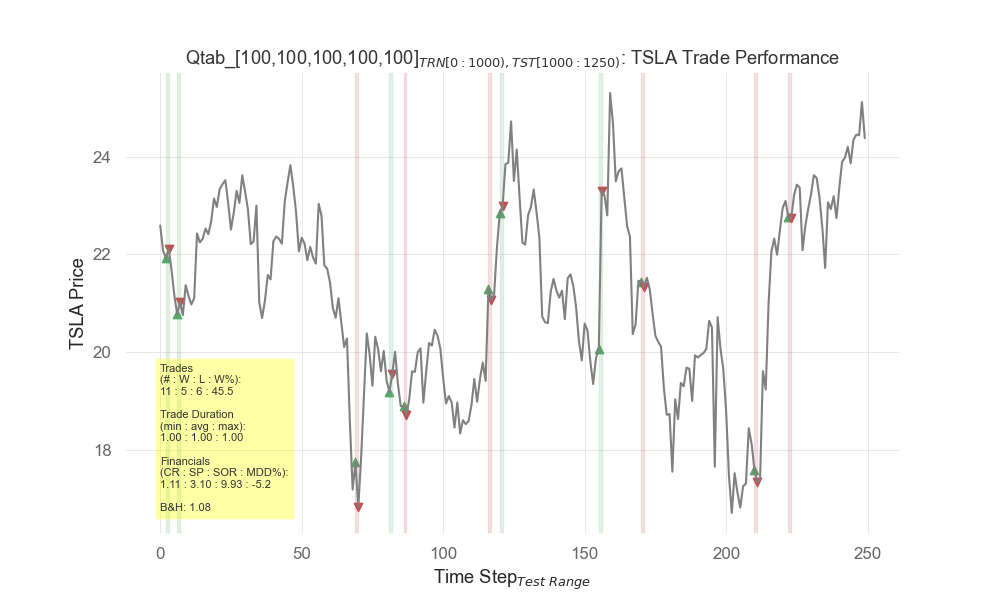 Qtab_[100,100,100,100,100]TRN[0 : 1000), TST[1000 : 1250): TSLA Trade Performance
24
22
20
18
TSLA Price
Trades
(# : W : L : W%):
11 : 5 : 6 : 45.5
Trade Duration
(min : avg : max):
1.00 : 1.00 : 1.00
Financials
(CR : SP : SOR : MDD%):
1.11 : 3.10 : 9.93 : -5.2
B&H: 1.08
0 50 100 150 200 250
Time StepTest Range